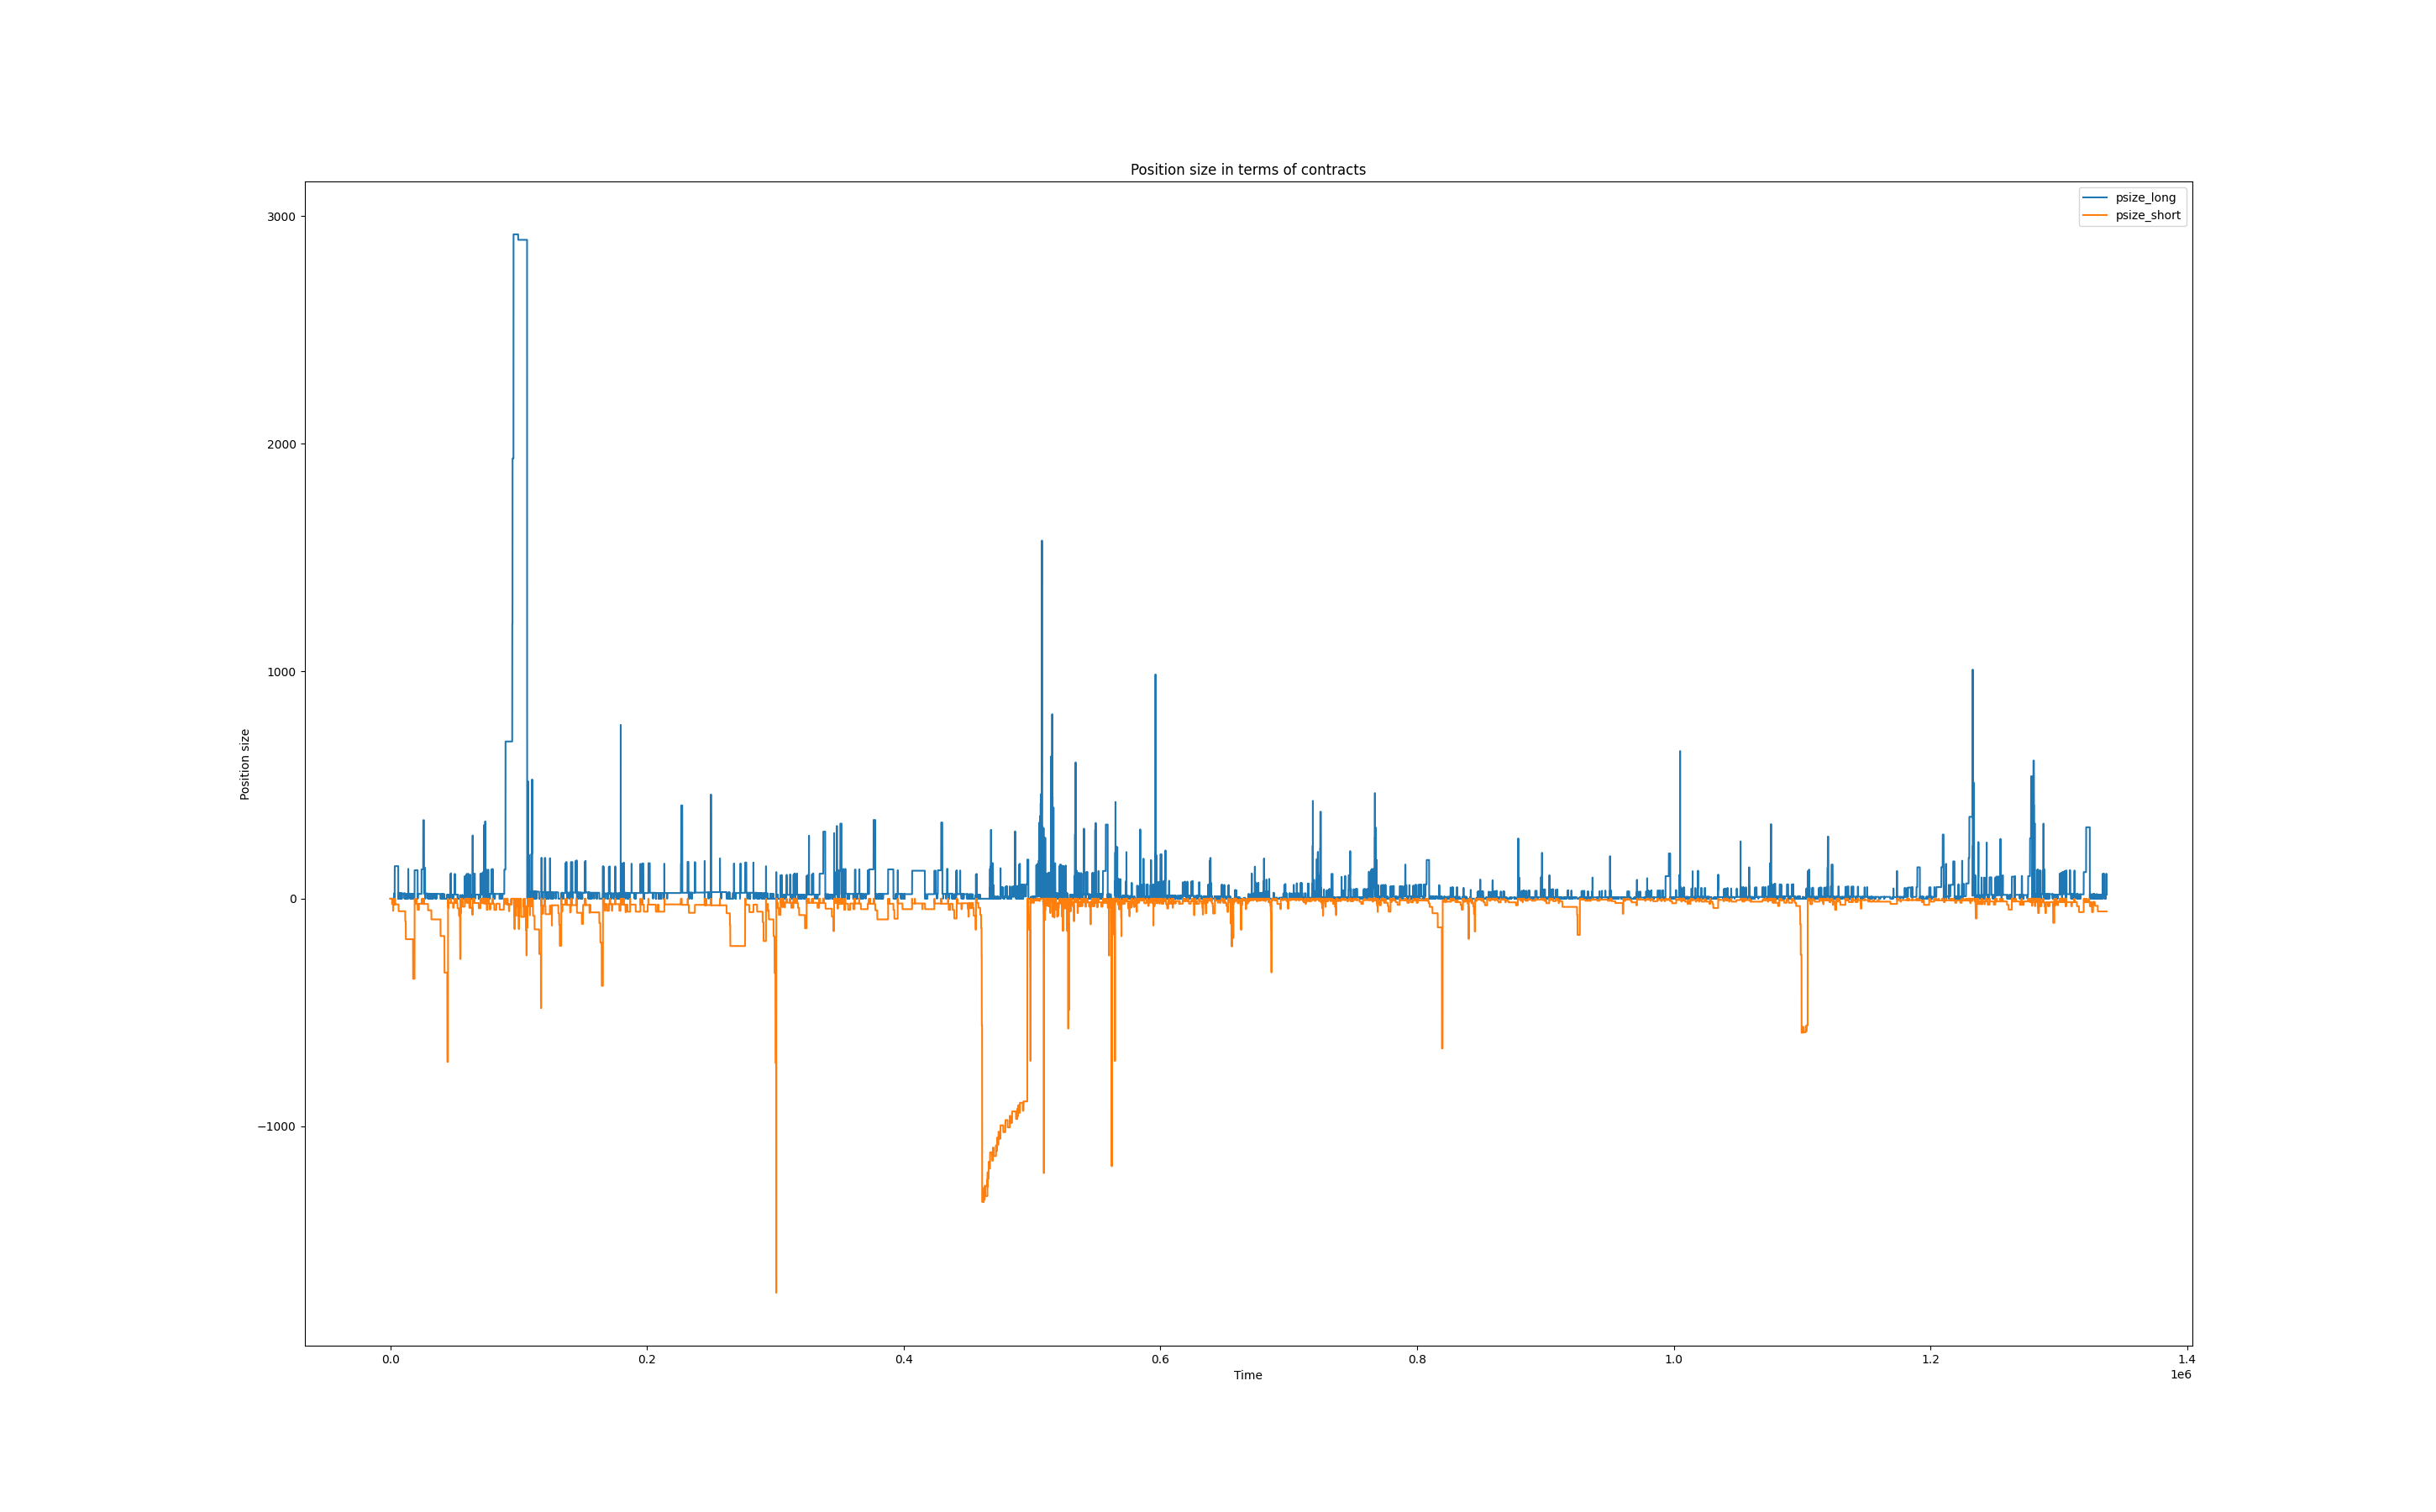 Position size in terms of contracts
psize_long
psize_short
3000
2000
1000
0
−1000
Position size
0.0
0.2
0.4
0.6
0.8
1.0
1.2
1.4
1e6
Time